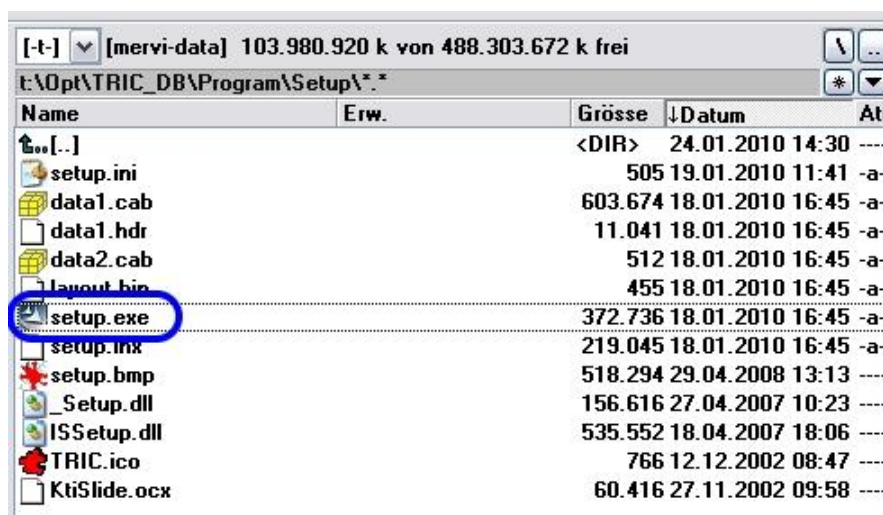 [-t-] [mervi-data] 103.980.920 k von 488.303.672 k frei \ ..
t:\Opt\TRIC_DB\Program\Setup\*.* * 
Name Erw. Grösse ↓Datum At
[..] <DIR> 24.01.2010 14:30 ---
setup.ini 505 19.01.2010 11:41 -a-
data1.cab 603.674 18.01.2010 16:45 -a-
data1.hdr 11.041 18.01.2010 16:45 -a-
data2.cab 512 18.01.2010 16:45 -a-
layout.bin 455 18.01.2010 16:45 -a-
setup.exe 372.736 18.01.2010 16:45 -a-
setup.inx 219.045 18.01.2010 16:45 -a-
setup.bmp 518.294 29.04.2008 13:13 ---
_Setup.dll 156.616 27.04.2007 10:23 ---
ISSetup.dll 535.552 18.04.2007 18:06 ---
TRIC.ico 766 12.12.2002 08:47 ---
KtiSlide.ocx 60.416 27.11.2002 09:58 ---